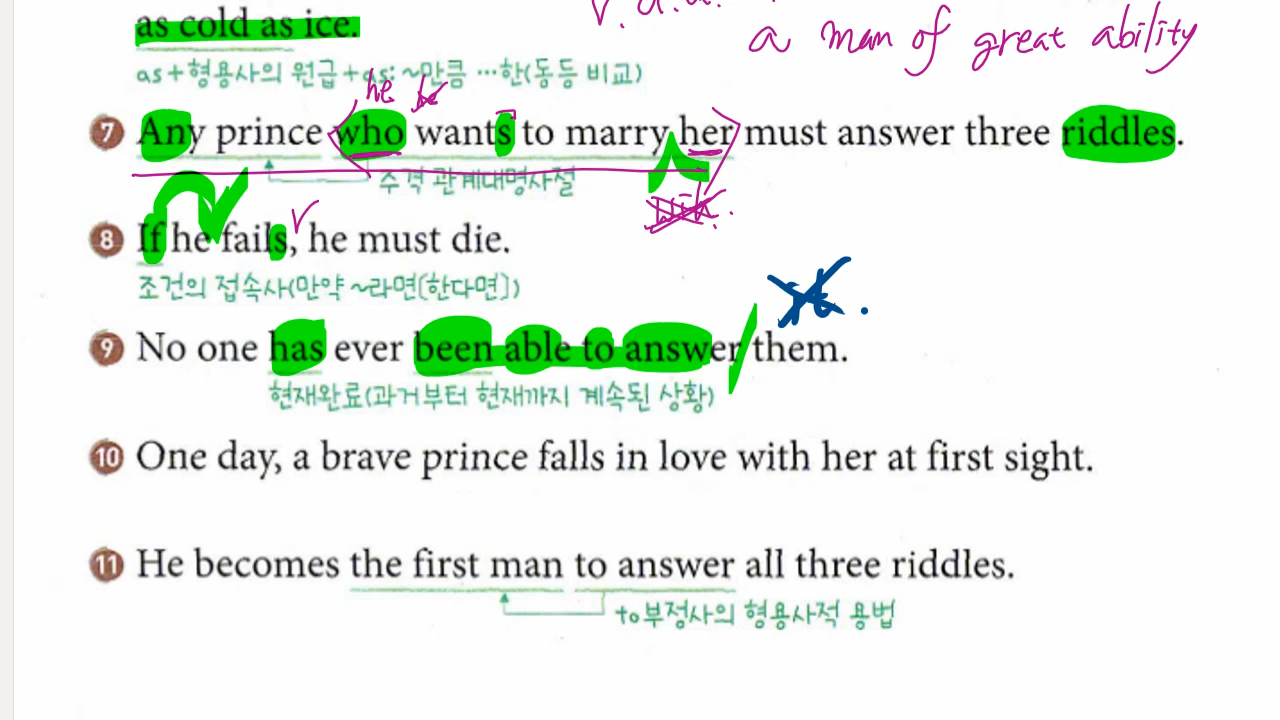 v.
a man of great ability
as cold as ice.
as+형용사의 원급+as: ~만큼 …한(동등 비교)
he
⑦ Any prince who wants to marry her must answer three riddles.
주격 관계대명사절
⑧ If he fails, he must die.
조건의 접속사(만약 ~라면[한다면])
⑨ No one has ever been able to answer them.
현재완료(과거부터 현재까지 계속된 상황)
⑩ One day, a brave prince falls in love with her at first sight.
⑪ He becomes the first man to answer all three riddles.
to부정사의 형용사적 용법